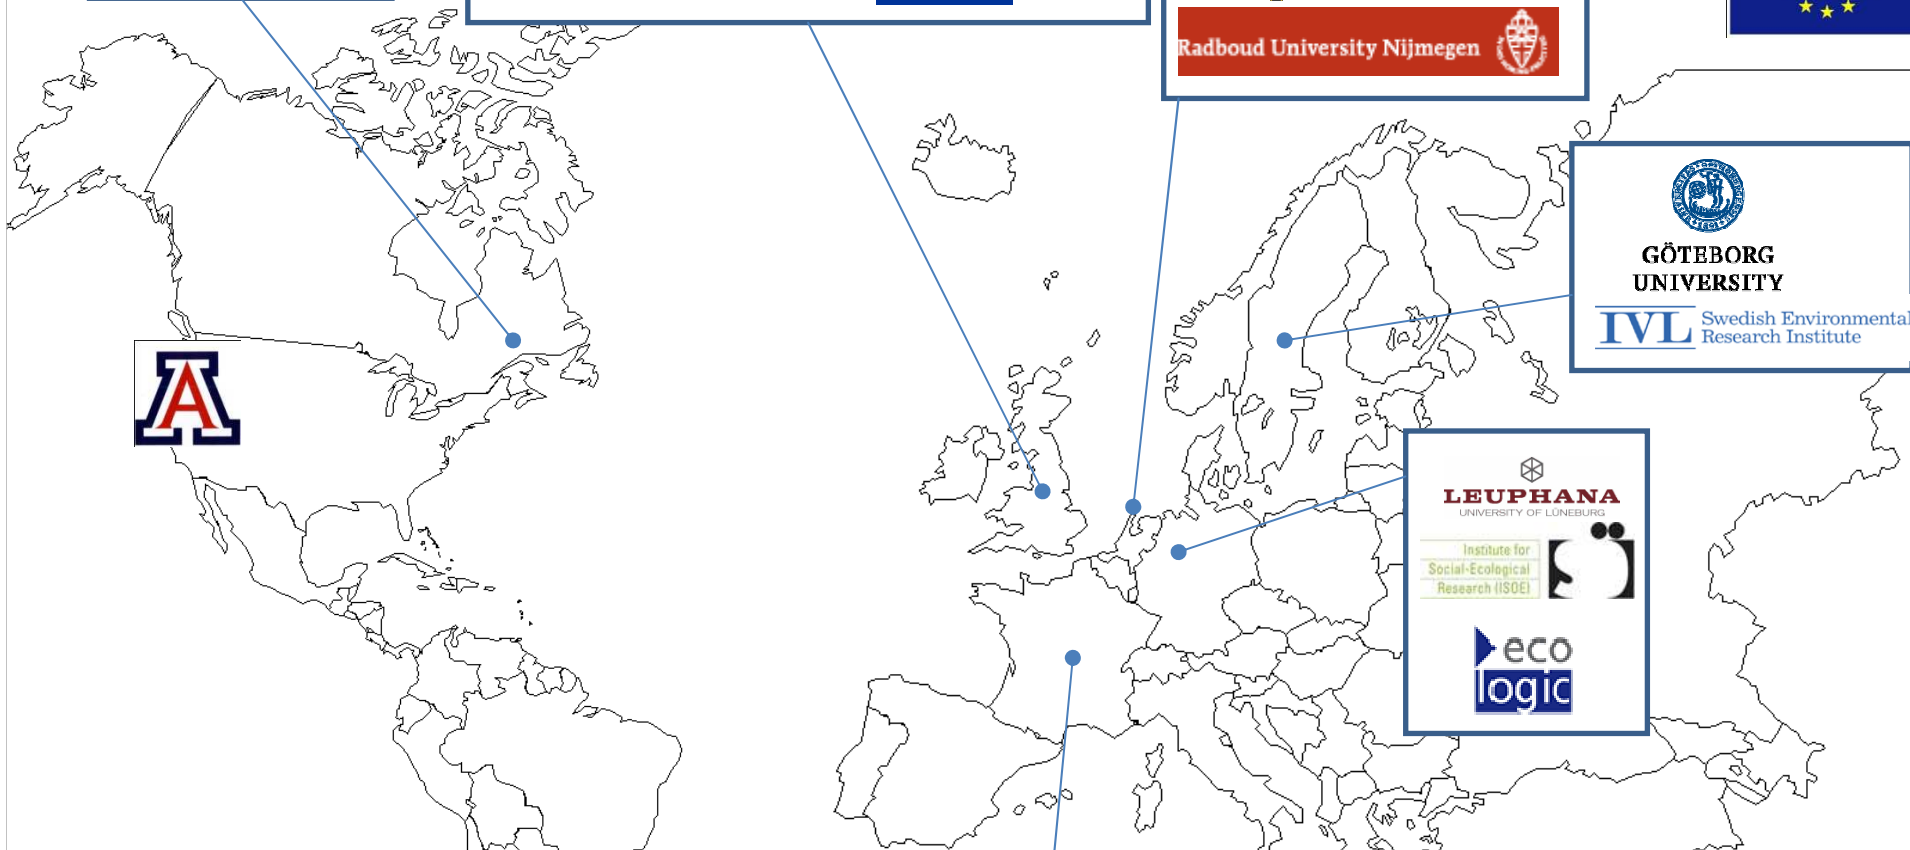 Radboud University Nijmegen
GÖTEBORG
UNIVERSITY
IVL Swedish Environmental
Research Institute
A
LEUPHANA
UNIVERSITY OF LÜNEBURG
Institute for
Social-Ecological
Research (ISOE)
eco
logic